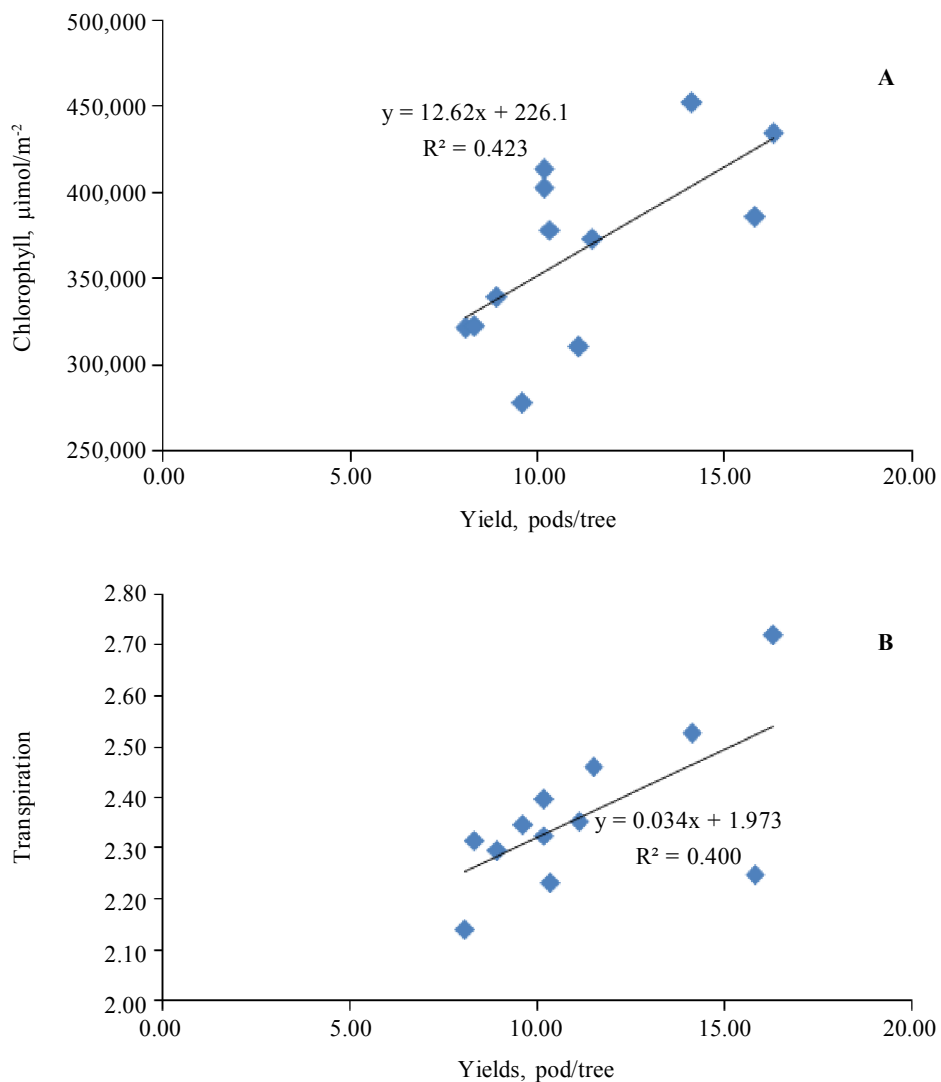 500,000
450,000
400,000
350,000
300,000
250,000
Chlorophyll, µimol/m⁻²
A
y = 12.62x + 226.1
R² = 0.423
0.00 5.00 10.00 15.00 20.00
Yield, pods/tree
2.80
2.70
2.60
2.50
2.40
2.30
2.20
2.10
2.00
Transpiration
B
y = 0.034x + 1.973
R² = 0.400
0.00 5.00 10.00 15.00 20.00
Yields, pod/tree